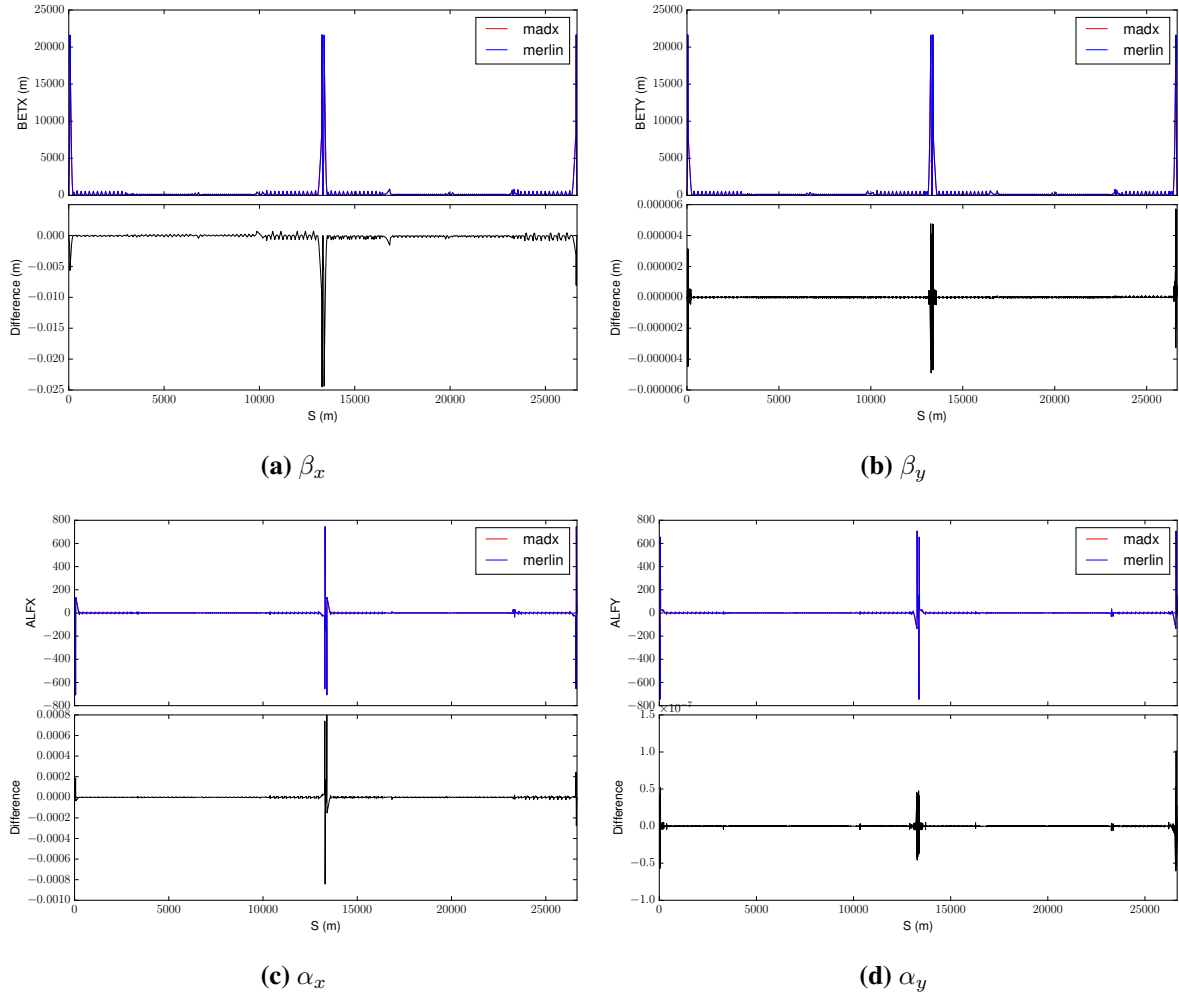 25000
20000
15000
10000
5000
0
BETX (m)
madx
merlin
0.000
−0.005
−0.010
−0.015
−0.020
−0.025
Difference (m)
0 5000 10000 15000 20000 25000
S (m)
(a) βx
25000
20000
15000
10000
5000
0
BETY (m)
madx
merlin
0.000006
0.000004
0.000002
0.000000
−0.000002
−0.000004
−0.000006
Difference (m)
0 5000 10000 15000 20000 25000
S (m)
(b) βy
800
600
400
200
0
−200
−400
−600
−800
ALFX
madx
merlin
0.0008
0.0006
0.0004
0.0002
0.0000
−0.0002
−0.0004
−0.0006
−0.0008
−0.0010
Difference
0 5000 10000 15000 20000 25000
S (m)
(c) αx
800
600
400
200
0
−200
−400
−600
−800
ALFY
madx
merlin
×10⁻⁷
1.5
1.0
0.5
0.0
−0.5
−1.0
Difference
0 5000 10000 15000 20000 25000
S (m)
(d) αy